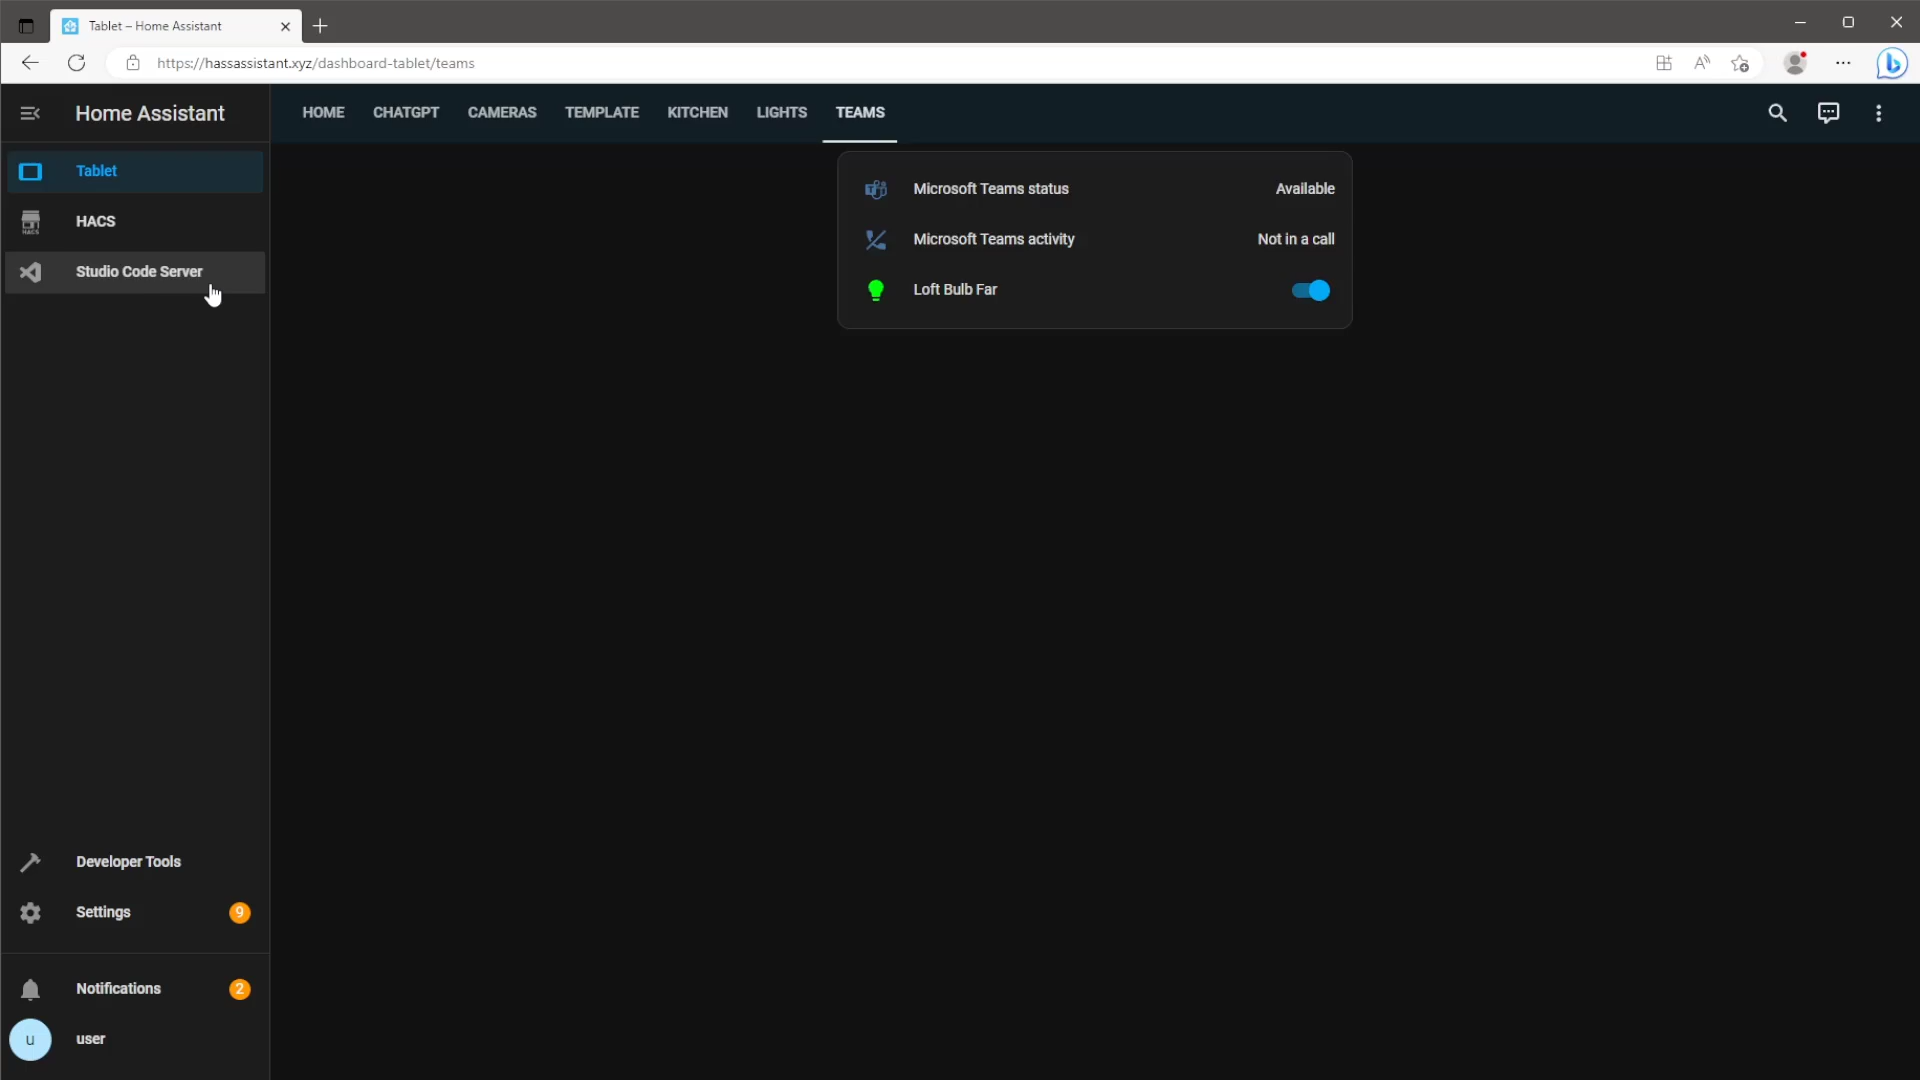 Tablet – Home Assistant
https://hassassistant.xyz/dashboard-tablet/teams
Home Assistant
HOME CHATGPT CAMERAS TEMPLATE KITCHEN LIGHTS TEAMS
Tablet
HACS
Studio Code Server
Microsoft Teams status Available
Microsoft Teams activity Not in a call
Loft Bulb Far
Developer Tools
Settings 9
Notifications 2
u user